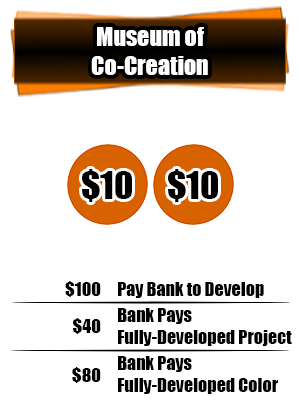 Museum of
Co-Creation
$10 $10
$100 Pay Bank to Develop
$40 Bank Pays
Fully-Developed Project
$80 Bank Pays
Fully-Developed Color